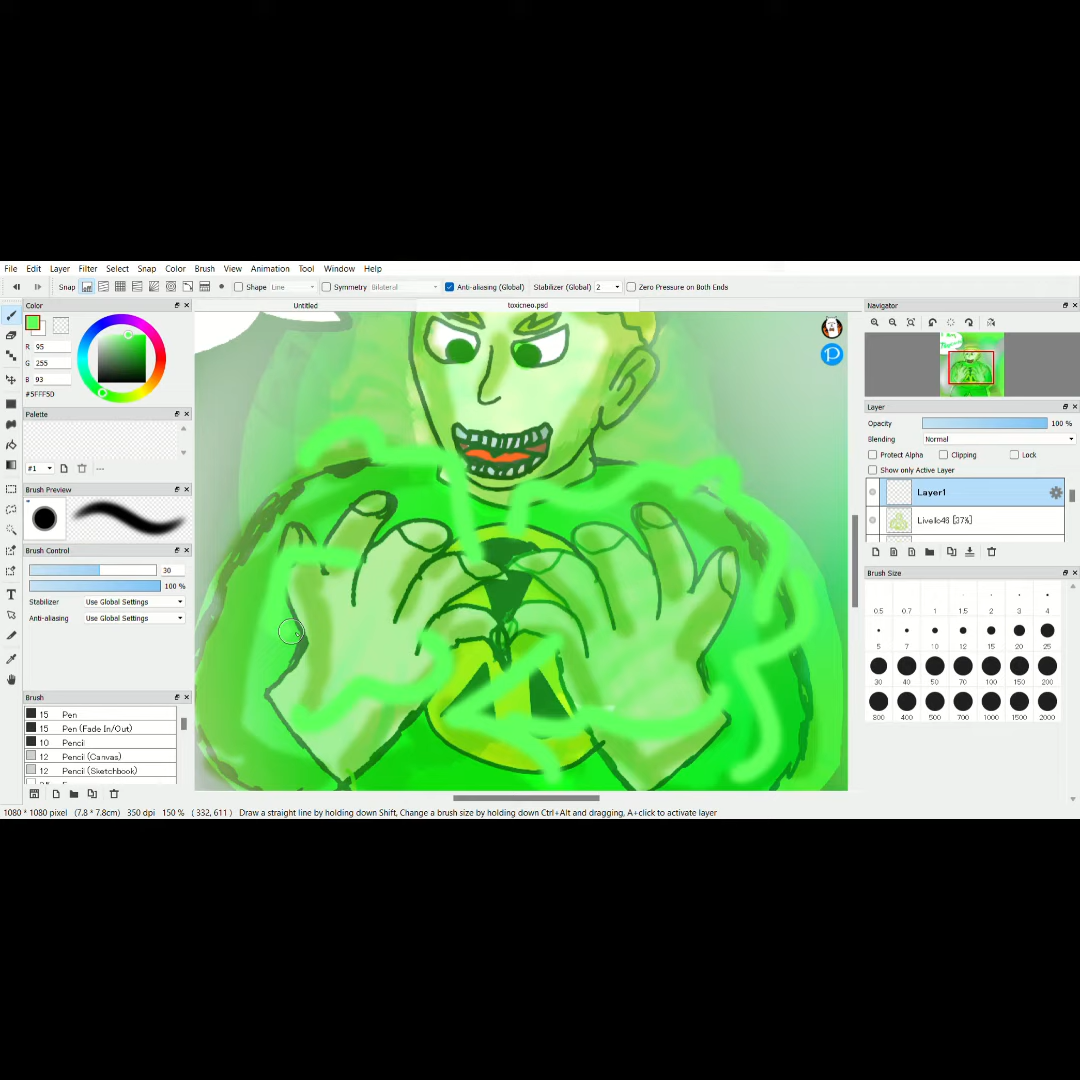 File Edit Layer Filter Select Snap Color Brush View Animation Tool Window Help
Snap off Shape Line Symmetry Bilateral Anti-aliasing (Global) Stabilizer (Global) 2 Zero Pressure on Both Ends
Color
Untitled
toxicneo.psd
Navigator
R 95
G 255
B 93
#5FFF5D
Palette
#1
Brush Preview
Brush Control
30
100 %
Stabilizer Use Global Settings
Anti-aliasing Use Global Settings
Brush
15 Pen
15 Pen (Fade In/Out)
10 Pencil
12 Pencil (Canvas)
12 Pencil (Sketchbook)
Layer
Opacity 100 %
Blending Normal
Protect Alpha Clipping Lock
Show only Active Layer
Layer1
Livello46 [37%]
Brush Size
0.5 0.7 1 1.5 2 3 4
5 7 10 12 15 20 25
30 40 50 70 100 150 200
300 400 500 700 1000 1500 2000
1080 * 1080 pixel (7.8 * 7.8cm) 350 dpi 150 % ( 332, 611 ) Draw a straight line by holding down Shift, Change a brush size by holding down Ctrl+Alt and dragging, A+click to activate layer